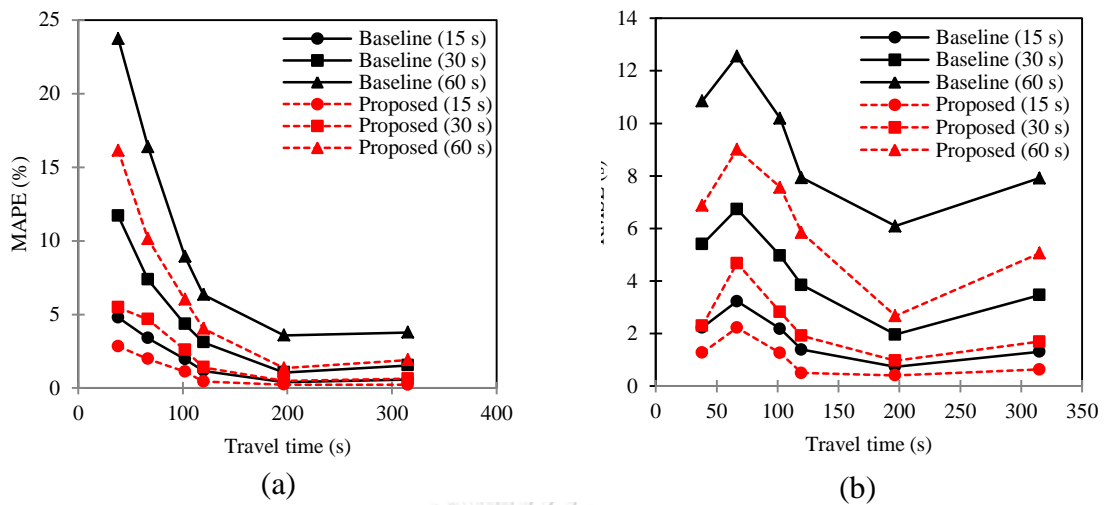 25
20
15
10
5
0
MAPE (%)
Baseline (15 s)
Baseline (30 s)
Baseline (60 s)
Proposed (15 s)
Proposed (30 s)
Proposed (60 s)
0 100 200 300 400
Travel time (s)
(a)
14
12
10
8
6
4
2
0
Baseline (15 s)
Baseline (30 s)
Baseline (60 s)
Proposed (15 s)
Proposed (30 s)
Proposed (60 s)
0 50 100 150 200 250 300 350
Travel time (s)
(b)